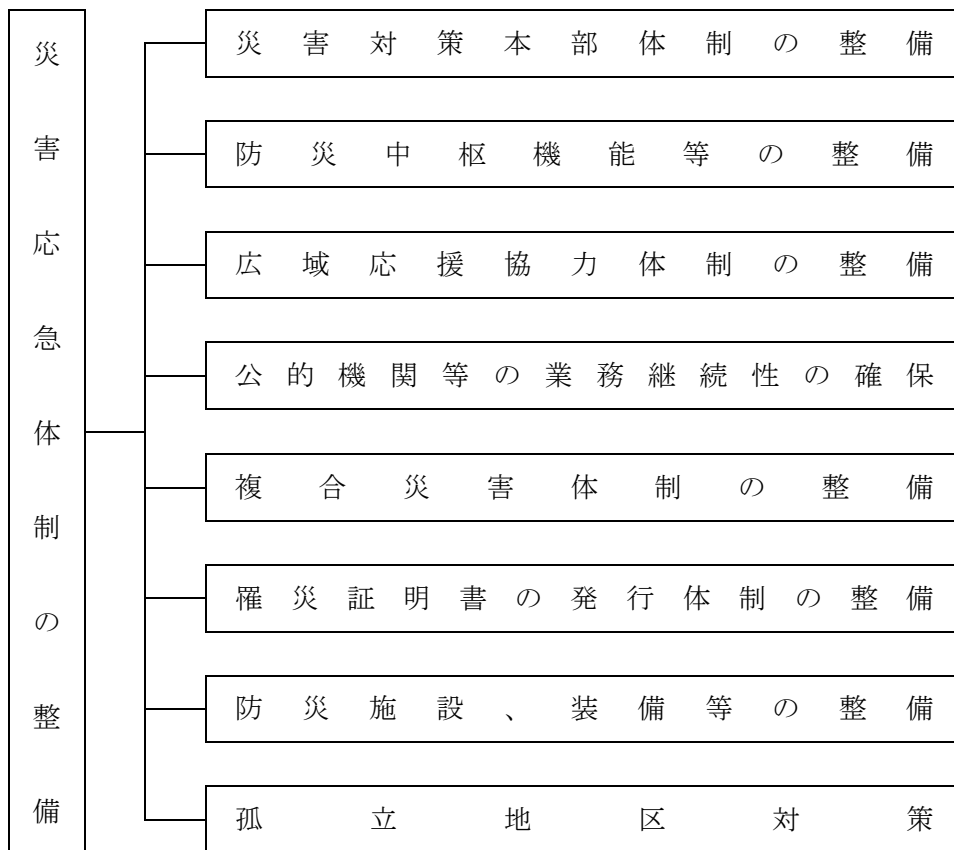 災害応急体制の整備
災害対策本部体制の整備
防災中枢機能等の整備
広域応援協力体制の整備
公的機関等の業務継続性の確保
複合災害体制の整備
罹災証明書の発行体制の整備
防災施設、装備等の整備
孤立地区対策